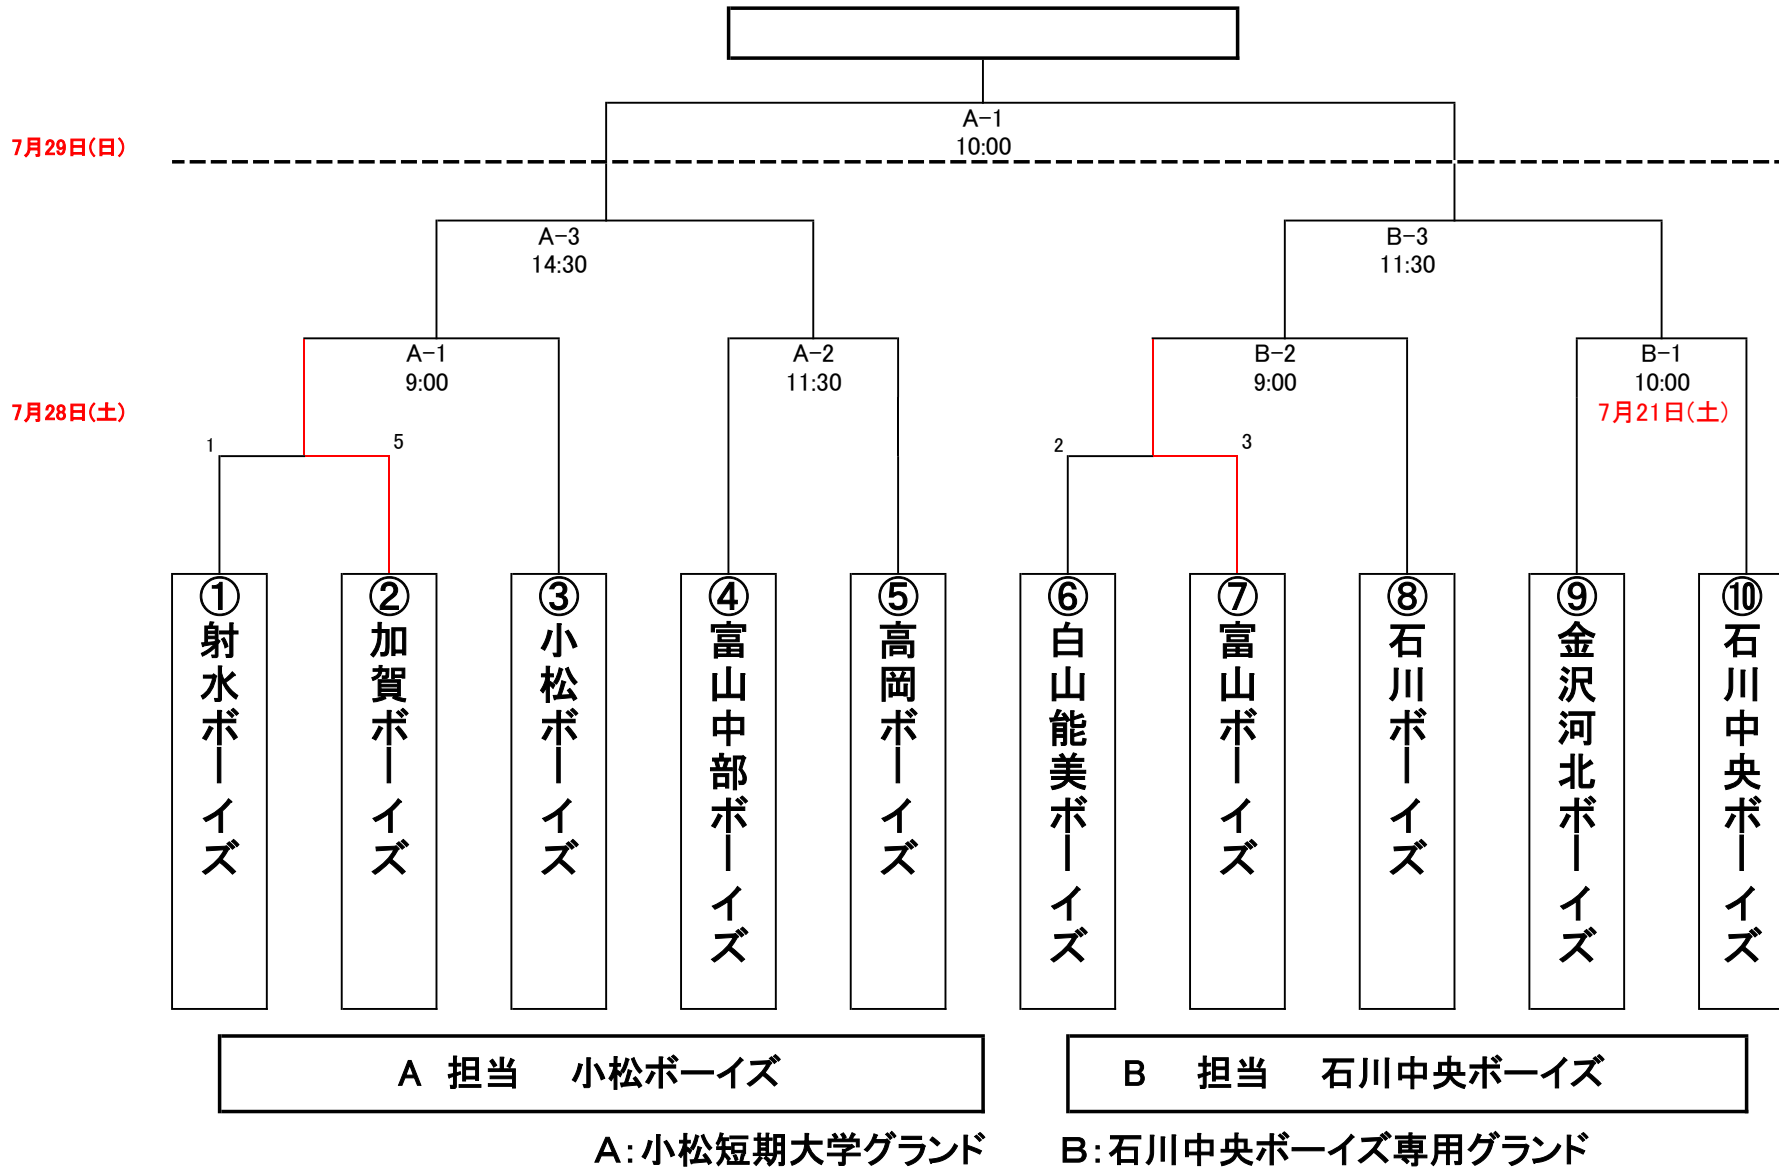 A-1
10:00
7月29日(日)
A-3
14:30
B-3
11:30
A-1
9:00
A-2
11:30
B-2
9:00
B-1
10:00
7月21日(土)
7月28日(土)
1
5
2
3
①射水ボーイズ
②加賀ボーイズ
③小松ボーイズ
④富山中部ボーイズ
⑤高岡ボーイズ
⑥白山能美ボーイズ
⑦富山ボーイズ
⑧石川ボーイズ
⑨金沢河北ボーイズ
⑩石川中央ボーイズ
A 担当 小松ボーイズ
B 担当 石川中央ボーイズ
A:小松短期大学グランド
B:石川中央ボーイズ専用グランド